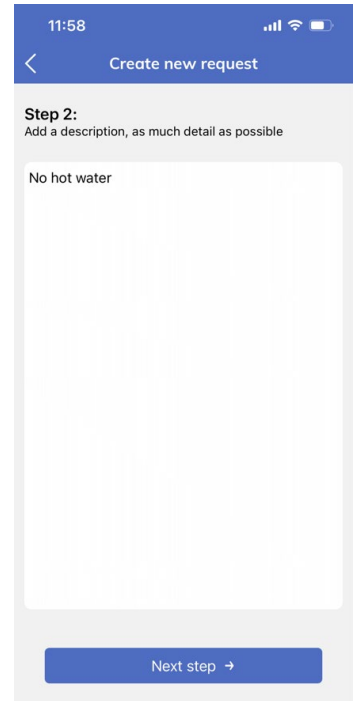 11:58
Create new request
Step 2:
Add a description, as much detail as possible
No hot water
Next step →